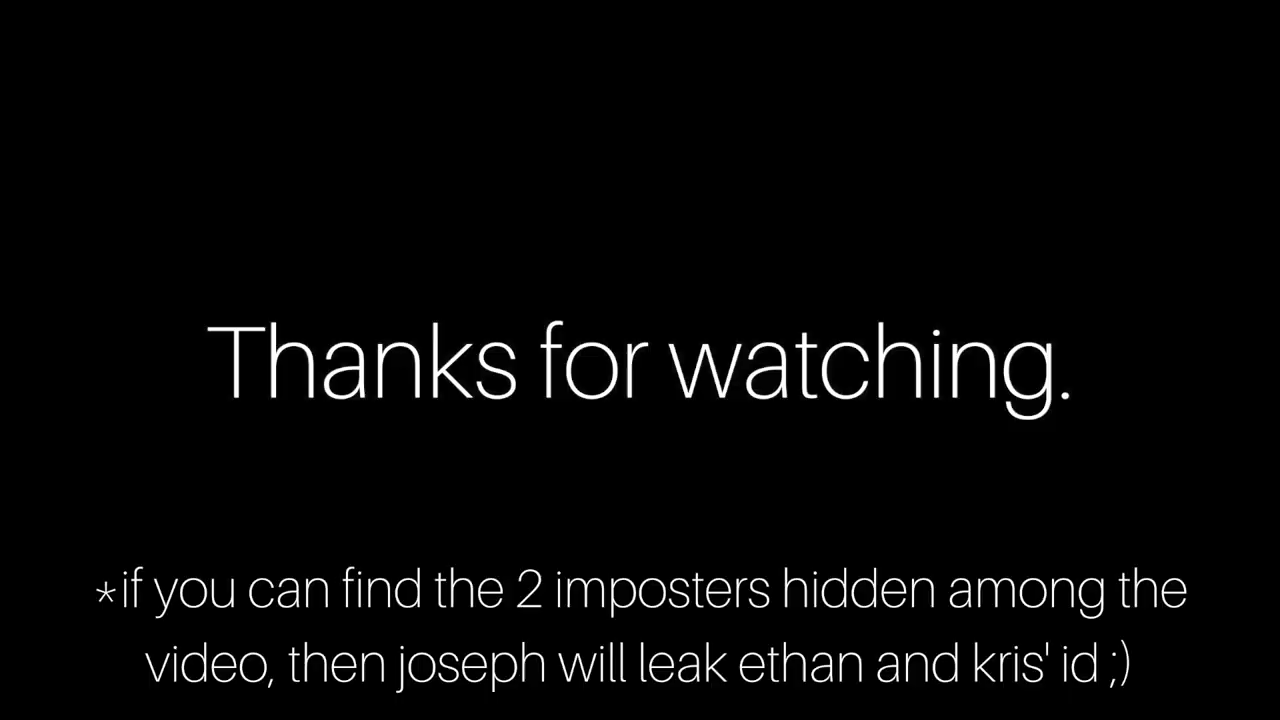 Thanks for watching.
*if you can find the 2 imposters hidden among the
video, then joseph will leak ethan and kris' id ;)